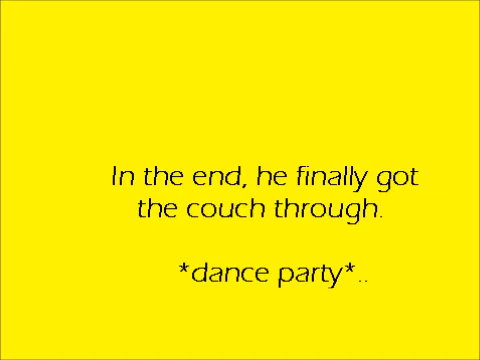 In the end, he finally got
the couch through.
*dance party*..